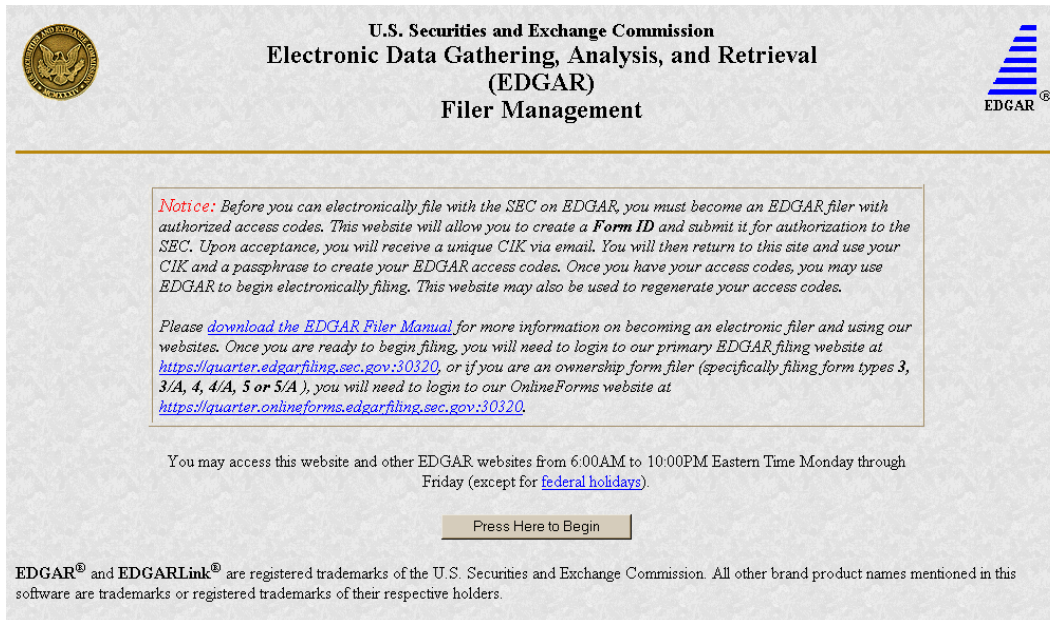 U.S. Securities and Exchange Commission
Electronic Data Gathering, Analysis, and Retrieval
(EDGAR)
Filer Management
EDGAR ®
Notice: Before you can electronically file with the SEC on EDGAR, you must become an EDGAR filer with
authorized access codes. This website will allow you to create a Form ID and submit it for authorization to the
SEC. Upon acceptance, you will receive a unique CIK via email. You will then return to this site and use your
CIK and a passphrase to create your EDGAR access codes. Once you have your access codes, you may use
EDGAR to begin electronically filing. This website may also be used to regenerate your access codes.
Please download the EDGAR Filer Manual for more information on becoming an electronic filer and using our
websites. Once you are ready to begin filing, you will need to login to our primary EDGAR filing website at
https://quarter.edgarfiling.sec.gov:30320, or if you are an ownership form filer (specifically filing form types 3,
3/A, 4, 4/A, 5 or 5/A ), you will need to login to our OnlineForms website at
https://quarter.onlineforms.edgarfiling.sec.gov:30320.
You may access this website and other EDGAR websites from 6:00AM to 10:00PM Eastern Time Monday through
Friday (except for federal holidays).
Press Here to Begin
EDGAR® and EDGARLink® are registered trademarks of the U.S. Securities and Exchange Commission. All other brand product names mentioned in this
software are trademarks or registered trademarks of their respective holders.